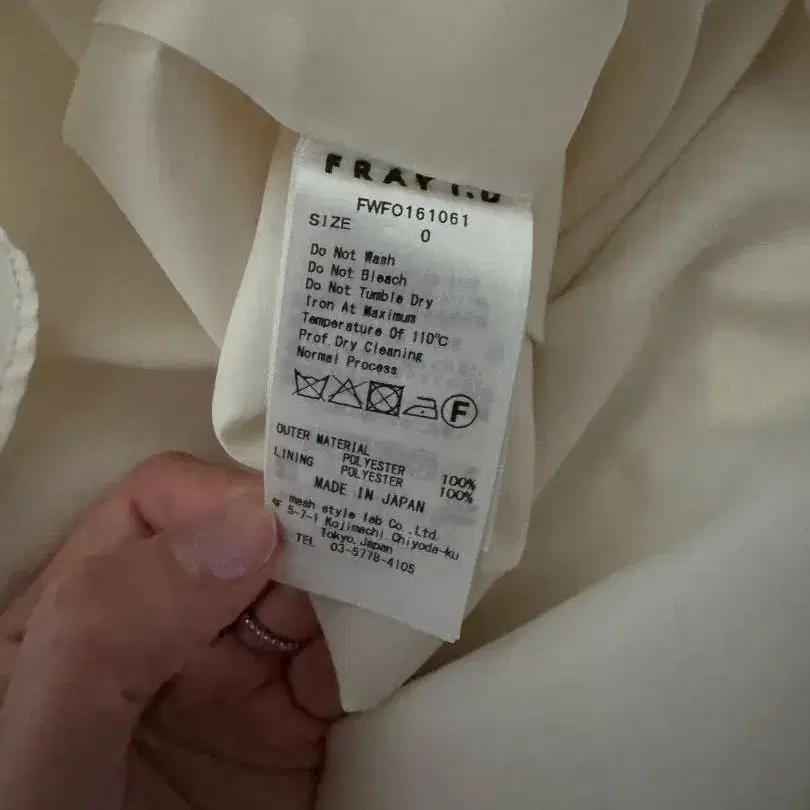 FRAY I.D
FWFO161061
SIZE 0
Do Not Wash
Do Not Bleach
Do Not Tumble Dry
Iron At Maximum
Temperature Of 110℃
Prof.Dry Cleaning
Normal Process
F
OUTER MATERIAL
POLYESTER 100%
LINING POLYESTER 100%
MADE IN JAPAN
mash style lab Co.,Ltd.
5-7-1 Kojimachi Chiyoda-ku
Tokyo.Japan
TEL 03-5778-4105